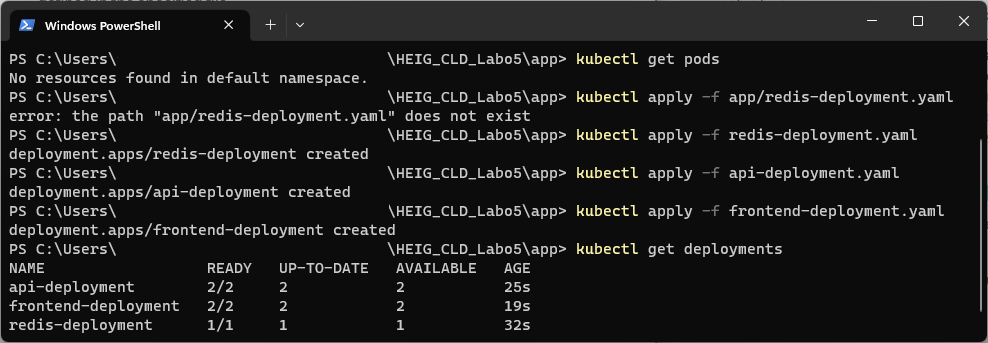 Windows PowerShell
PS C:\Users\ \HEIG_CLD_Labo5\app> kubectl get pods
No resources found in default namespace.
PS C:\Users\ \HEIG_CLD_Labo5\app> kubectl apply -f app/redis-deployment.yaml
error: the path "app/redis-deployment.yaml" does not exist
PS C:\Users\ \HEIG_CLD_Labo5\app> kubectl apply -f redis-deployment.yaml
deployment.apps/redis-deployment created
PS C:\Users\ \HEIG_CLD_Labo5\app> kubectl apply -f api-deployment.yaml
deployment.apps/api-deployment created
PS C:\Users\ \HEIG_CLD_Labo5\app> kubectl apply -f frontend-deployment.yaml
deployment.apps/frontend-deployment created
PS C:\Users\ \HEIG_CLD_Labo5\app> kubectl get deployments
NAME READY UP-TO-DATE AVAILABLE AGE
api-deployment 2/2 2 2 25s
frontend-deployment 2/2 2 2 19s
redis-deployment 1/1 1 1 32s